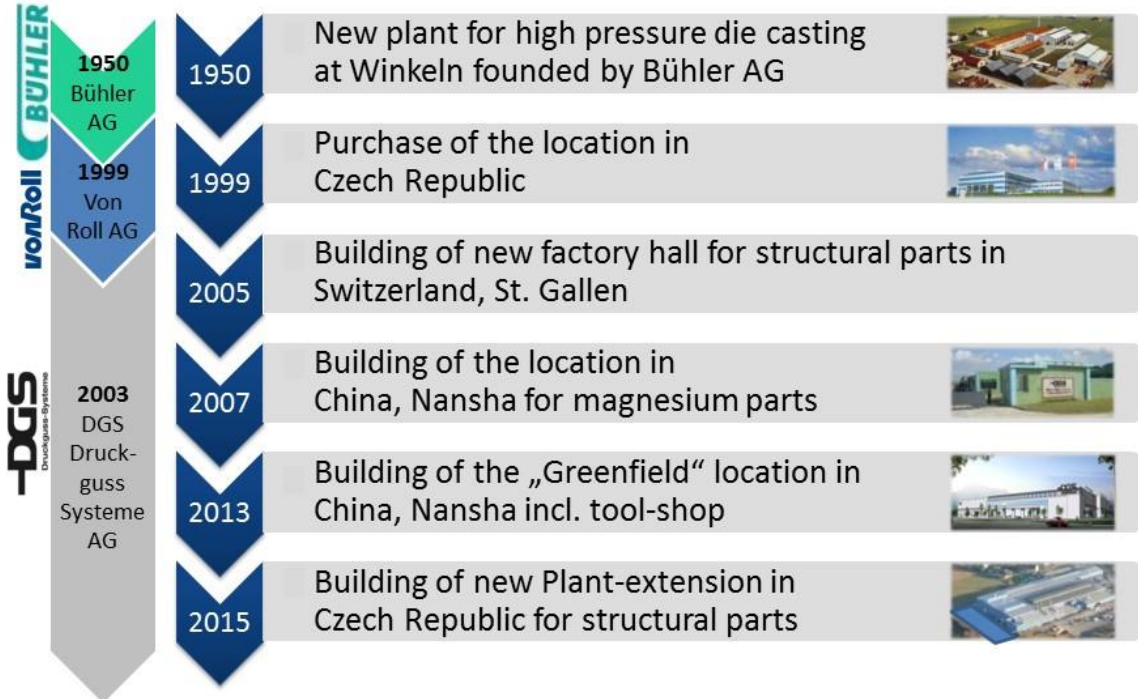 BÜHLER
vonRoll
DGS
Druckguss-Systeme
1950
Bühler
AG
1999
Von
Roll AG
2003
DGS
Druck-
guss
Systeme
AG
1950
New plant for high pressure die casting
at Winkeln founded by Bühler AG
1999
Purchase of the location in
Czech Republic
2005
Building of new factory hall for structural parts in
Switzerland, St. Gallen
2007
Building of the location in
China, Nansha for magnesium parts
2013
Building of the „Greenfield“ location in
China, Nansha incl. tool-shop
2015
Building of new Plant-extension in
Czech Republic for structural parts